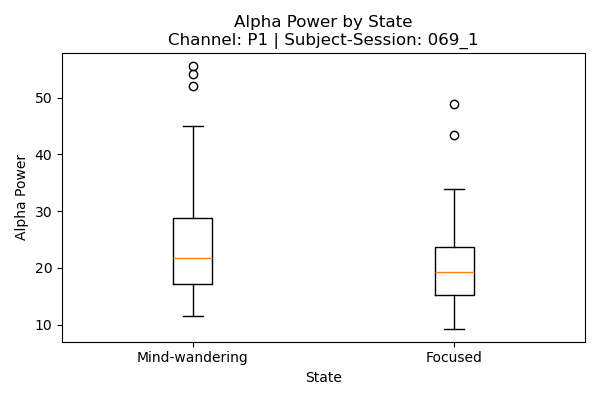 Alpha Power by State
Channel: P1 | Subject-Session: 069_1
Alpha Power
50
40
30
20
10
Mind-wandering
Focused
State